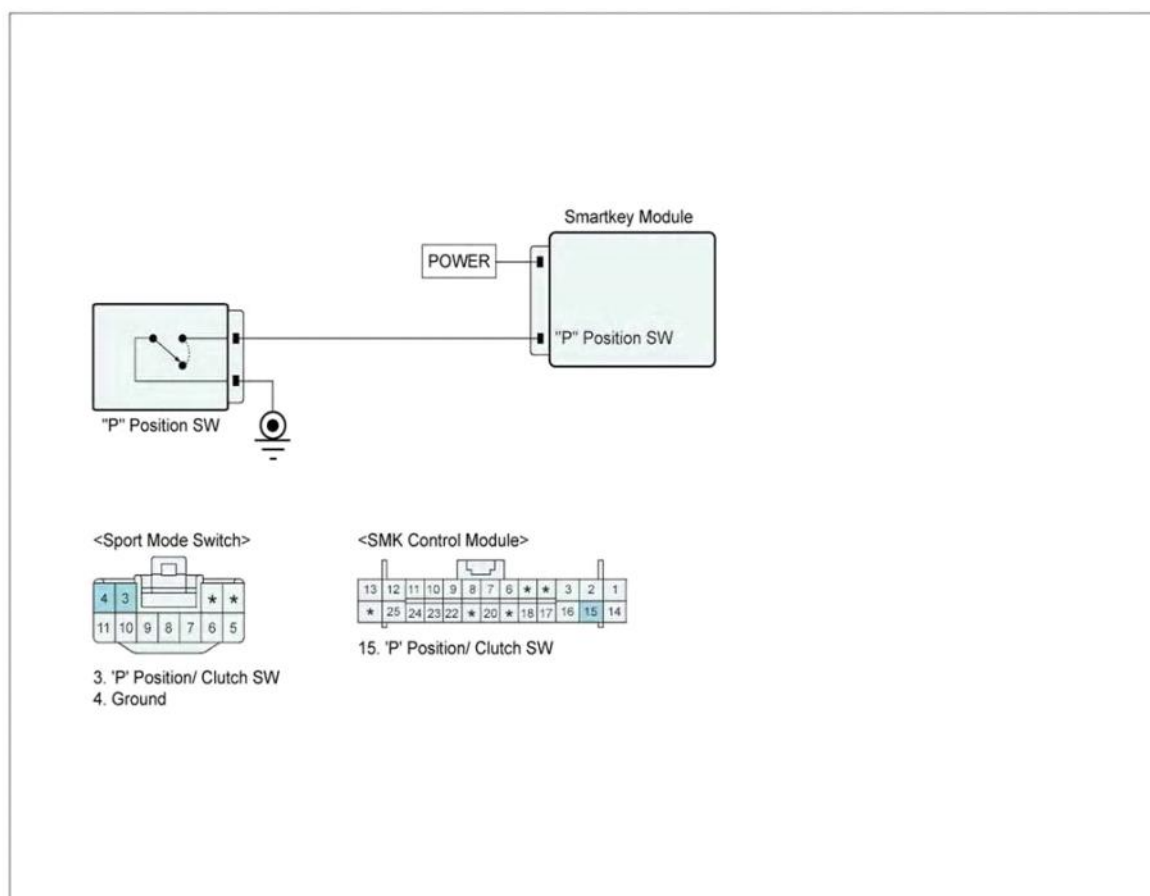 Smartkey Module
POWER
"P" Position SW
"P" Position SW
<Sport Mode Switch>
4 3 * *
11 10 9 8 7 6 5
3. 'P' Position/ Clutch SW
4. Ground
<SMK Control Module>
13 12 11 10 9 8 7 6 * * 3 2 1
* 25 24 23 22 * 20 * 18 17 16 15 14
15. 'P' Position/ Clutch SW